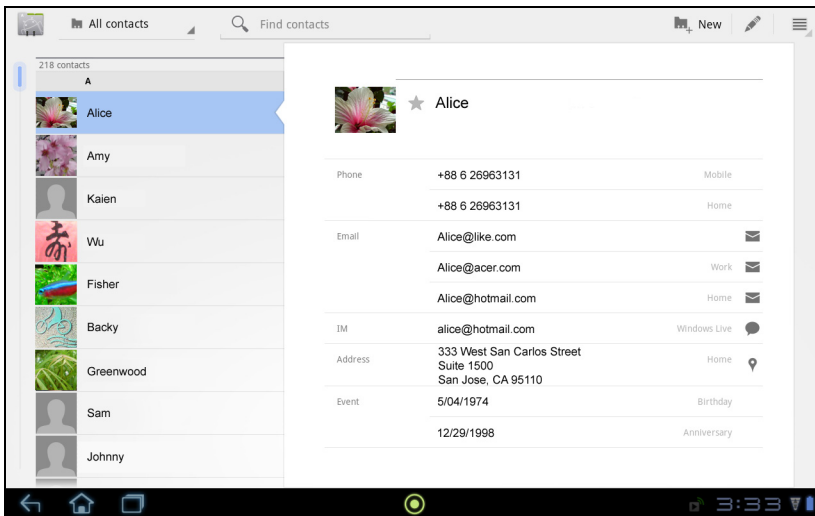 All contacts
Find contacts
New
218 contacts
A
Alice
Amy
Kaien
Wu
Fisher
Backy
Greenwood
Sam
Johnny
Alice
Phone +88 6 26963131 Mobile
+88 6 26963131 Home
Email Alice@like.com
Alice@acer.com Work
Alice@hotmail.com Home
IM alice@hotmail.com Windows Live
Address 333 West San Carlos Street Home
Suite 1500
San Jose, CA 95110
Event 5/04/1974 Birthday
12/29/1998 Anniversary
3:33